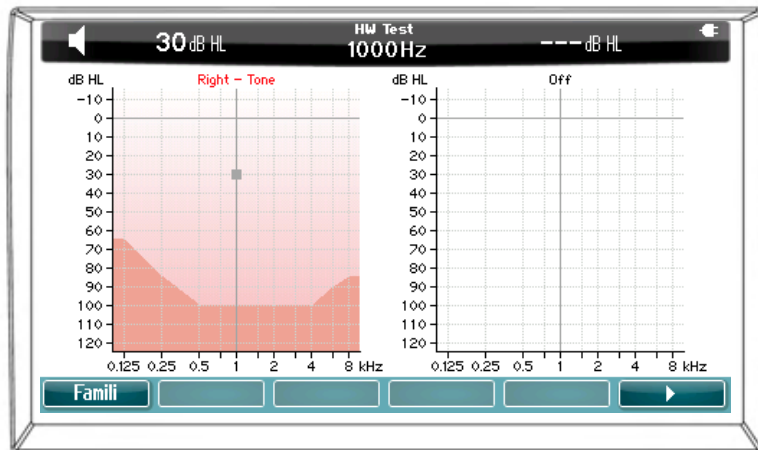 HW Test
30 dB HL 1000Hz --- dB HL
dB HL Right - Tone dB HL Off
-10 -10
0 0
10 10
20 20
30 30
40 40
50 50
60 60
70 70
80 80
90 90
100 100
110 110
120 120
0.125 0.25 0.5 1 2 4 8 kHz 0.125 0.25 0.5 1 2 4 8 kHz
Famili